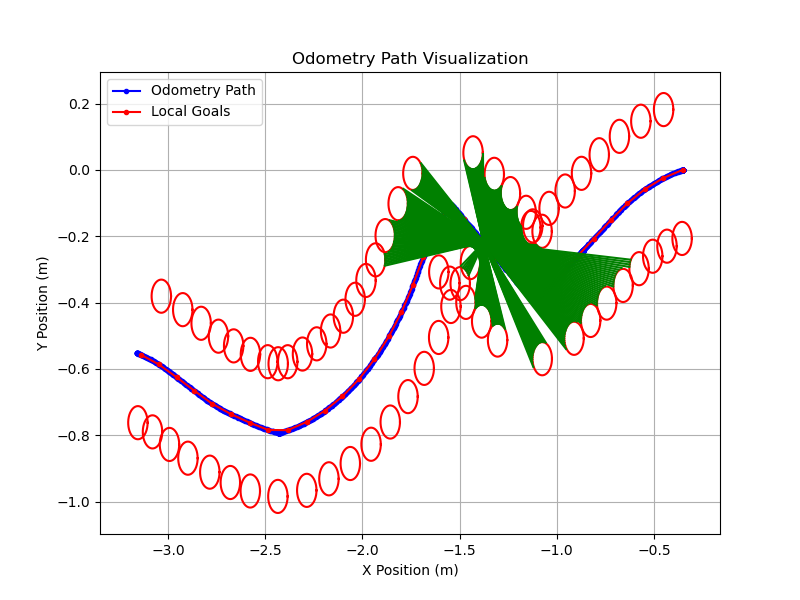 Odometry Path Visualization
Odometry Path
Local Goals
Y Position (m)
0.2
0.0
−0.2
−0.4
−0.6
−0.8
−1.0
−3.0 −2.5 −2.0 −1.5 −1.0 −0.5
X Position (m)